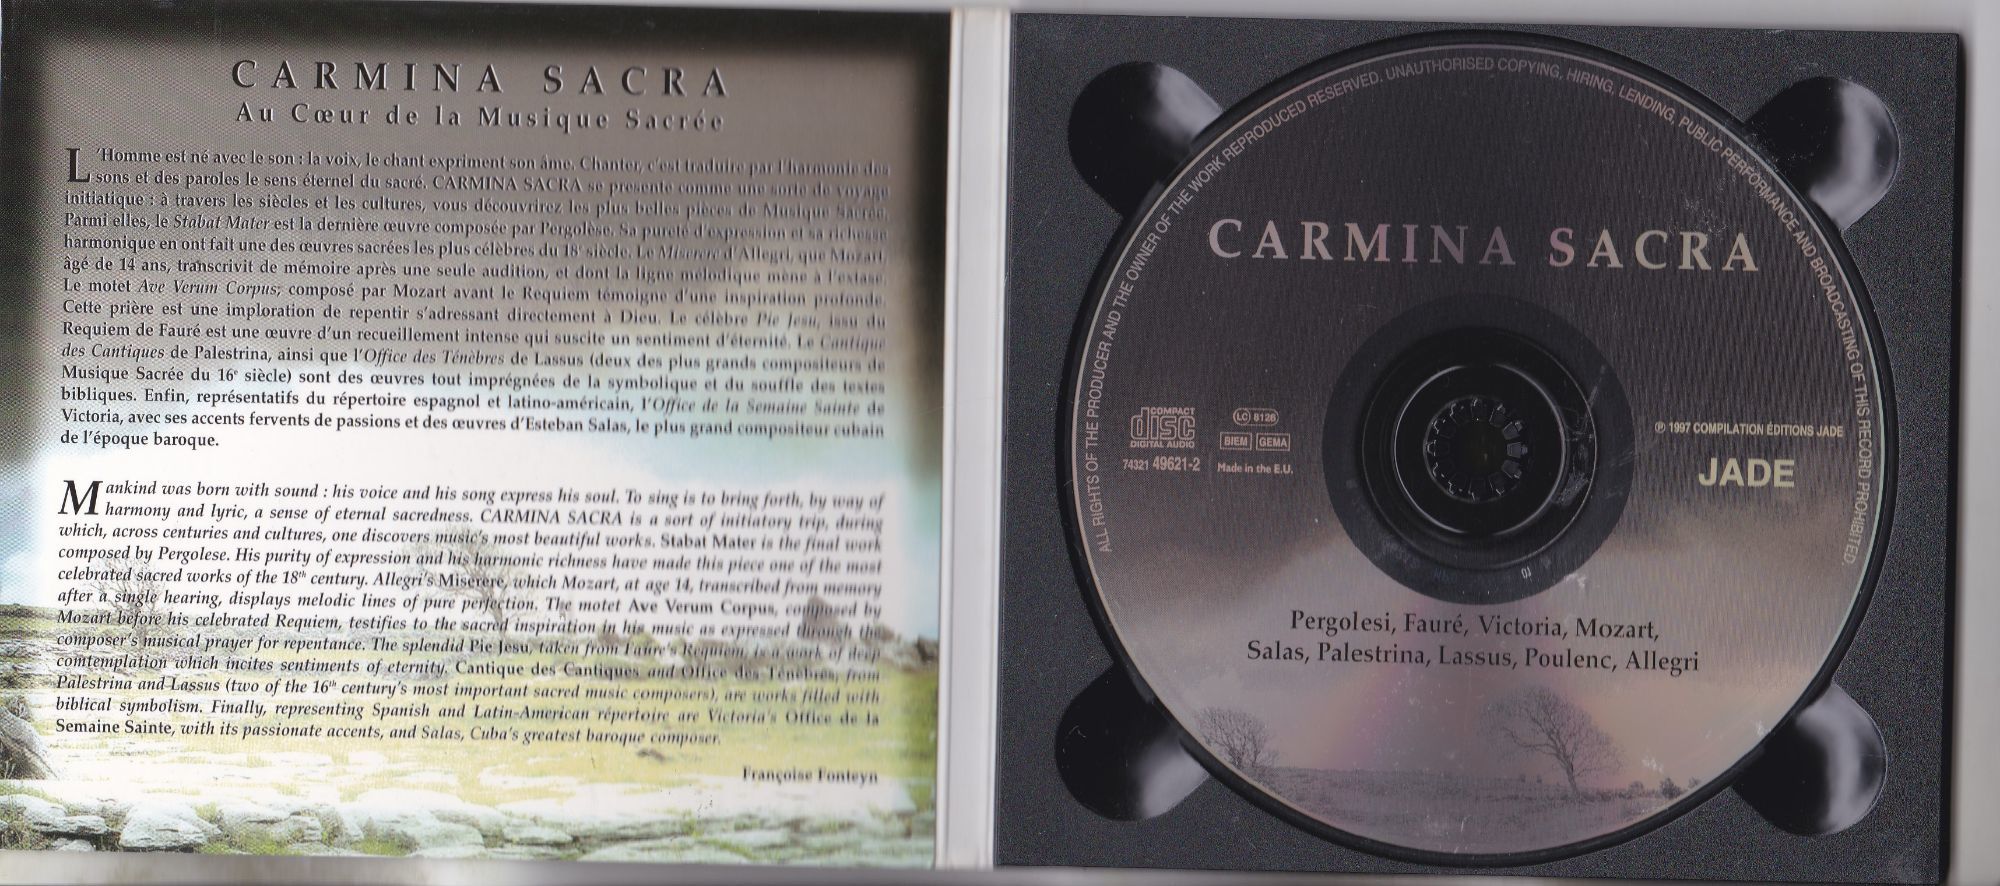 CARMINA SACRA
Au Cœur de la Musique Sacrée
L'Homme est né avec le son : la voix, le chant expriment son âme. Chanter, c'est traduire par l'harmonie des
sons et des paroles le sens éternel du sacré. CARMINA SACRA se présente comme une sorte de voyage
initiatique : à travers les siècles et les cultures, vous découvrirez les plus belles pièces de Musique Sacrée.
Parmi elles, le Stabat Mater est la dernière œuvre composée par Pergolèse. Sa pureté d'expression et sa richesse
harmonique en ont fait une des œuvres sacrées les plus célèbres du 18e siècle. Le Miserere d'Allegri, que Mozart,
âgé de 14 ans, transcrivit de mémoire après une seule audition, et dont la ligne mélodique mène à l'extase.
Le motet Ave Verum Corpus, composé par Mozart avant le Requiem témoigne d'une inspiration profonde.
Cette prière est une imploration de repentir s'adressant directement à Dieu. Le célèbre Pie Jesu, issu du
Requiem de Fauré est une œuvre d'un recueillement intense qui suscite un sentiment d'éternité. Le Cantique
des Cantiques de Palestrina, ainsi que l'Office des Ténèbres de Lassus (deux des plus grands compositeurs de
Musique Sacrée du 16e siècle) sont des œuvres tout imprégnées de la symbolique et du souffle des textes
bibliques. Enfin, représentatifs du répertoire espagnol et latino-américain, l'Office de la Semaine Sainte de
Victoria, avec ses accents fervents de passions et des œuvres d'Esteban Salas, le plus grand compositeur cubain
de l'époque baroque.
Mankind was born with sound : his voice and his song express his soul. To sing is to bring forth, by way of
harmony and lyric, a sense of eternal sacredness. CARMINA SACRA is a sort of initiatory trip, during
which, across centuries and cultures, one discovers music's most beautiful works. Stabat Mater is the final work
composed by Pergolese. His purity of expression and his harmonic richness have made this piece one of the most
celebrated sacred works of the 18th century. Allegri's Miserere, which Mozart, at age 14, transcribed from memory
after a single hearing, displays melodic lines of pure perfection. The motet Ave Verum Corpus, composed by
Mozart before his celebrated Requiem, testifies to the sacred inspiration in his music as expressed through the
composer's musical prayer for repentance. The splendid Pie Jesu, taken from Faure's Requiem, is a work of deep
comtemplation which incites sentiments of eternity. Cantique des Cantiques and Office des Ténèbres, from
Palestrina and Lassus (two of the 16th century's most important sacred music composers), are works filled with
biblical symbolism. Finally, representing Spanish and Latin-American répertoire are Victoria's Office de la
Semaine Sainte, with its passionate accents, and Salas, Cuba's greatest baroque composer.
Françoise Fonteyn
ALL RIGHTS OF THE PRODUCER AND THE OWNER OF THE WORK REPRODUCED RESERVED. UNAUTHORISED COPYING, HIRING, LENDING, PUBLIC PERFORMANCE AND BROADCASTING OF THIS RECORD PROHIBITED.
CARMINA SACRA
COMPACT
disc
DIGITAL AUDIO
74321 49621-2
LC 8126
BIEM GEMA
Made in the E.U.
℗ 1997 COMPILATION ÉDITIONS JADE
JADE
Pergolesi, Fauré, Victoria, Mozart,
Salas, Palestrina, Lassus, Poulenc, Allegri